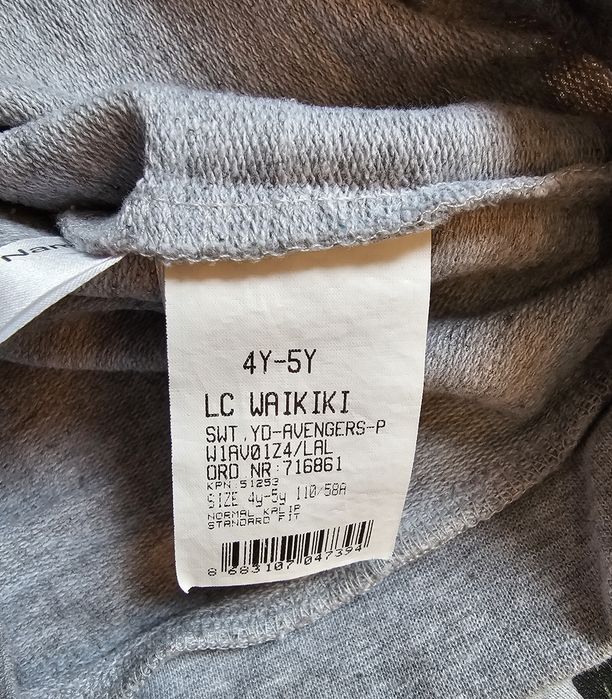 4Y-5Y
LC WAIKIKI
SWT.YD-AVENGERS-P
W1AV01Z4/LAL
ORD NR:716861
KPN 51253
SIZE 4y-5y 110/58A
NORMAL KALIP
STANDARD FIT
8 683107 047394